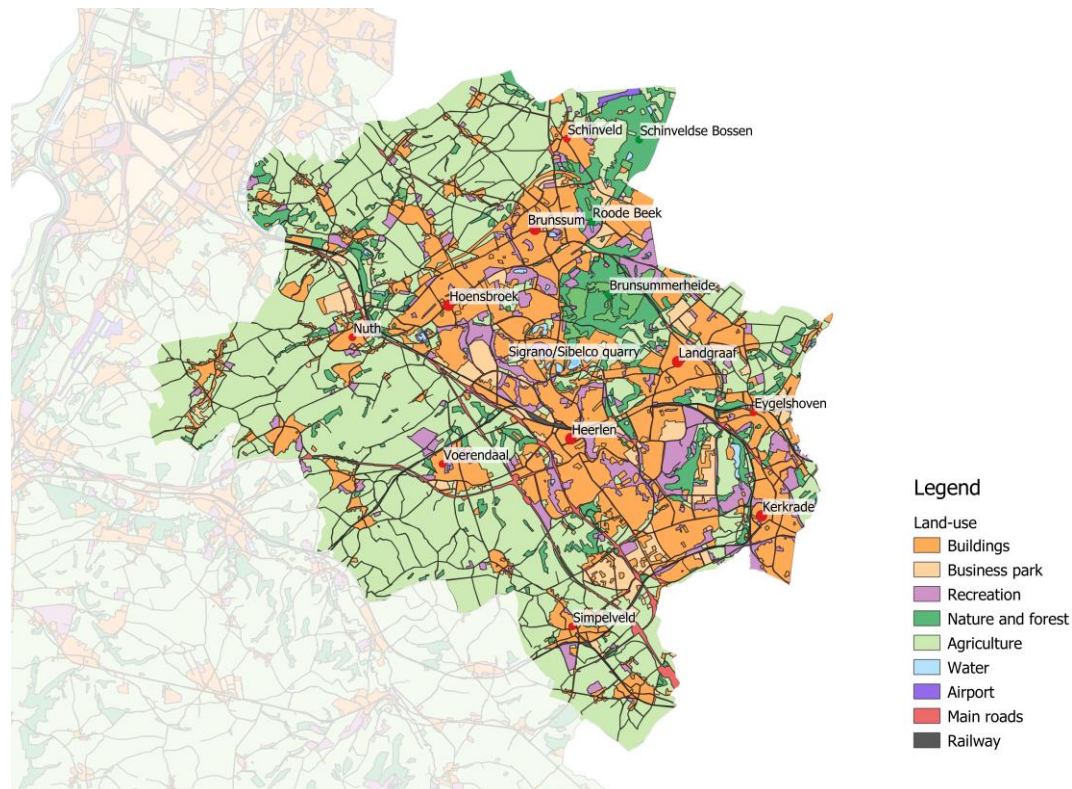 Schinveld
Schinveldse Bossen
Roode Beek
Brunssum
Brunsummerheide
Hoensbroek
Nuth
Sigrano/Sibelco quarry
Landgraaf
Eygelshoven
Heerlen
Voerendaal
Kerkrade
Simpelveld
Legend
Land-use
Buildings
Business park
Recreation
Nature and forest
Agriculture
Water
Airport
Main roads
Railway